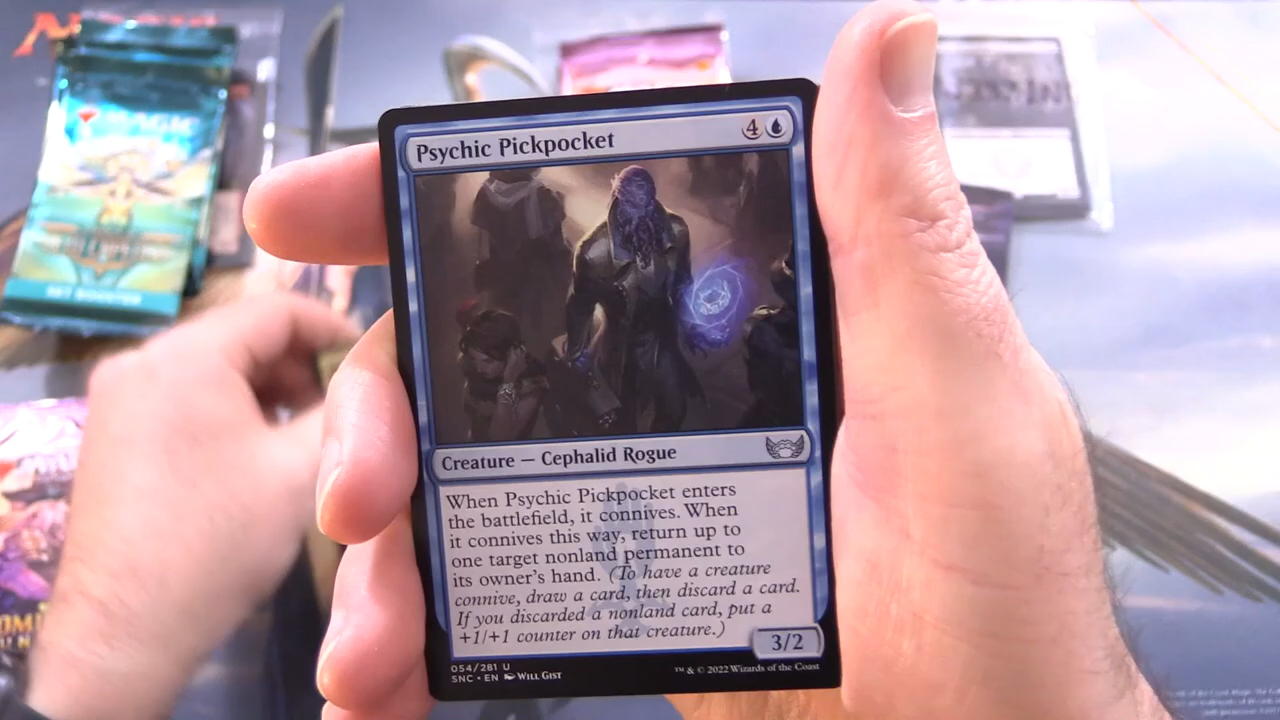 MAGIC
SET BOOSTER
Psychic Pickpocket 4
Creature — Cephalid Rogue
When Psychic Pickpocket enters
the battlefield, it connives. When
it connives this way, return up to
one target nonland permanent to
its owner's hand. (To have a creature
connive, draw a card, then discard a card.
If you discarded a nonland card, put a
+1/+1 counter on that creature.)
3/2
054/281 U
SNC • EN WILL GIST
™ & © 2022 Wizards of the Coast